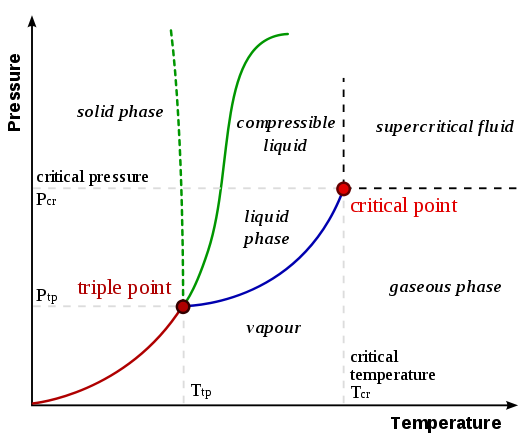 Pressure
solid phase
compressible
liquid
supercritical fluid
critical pressure
Pcr
liquid
phase
critical point
triple point
Ptp
gaseous phase
vapour
critical
temperature
Tcr
Ttp
Temperature